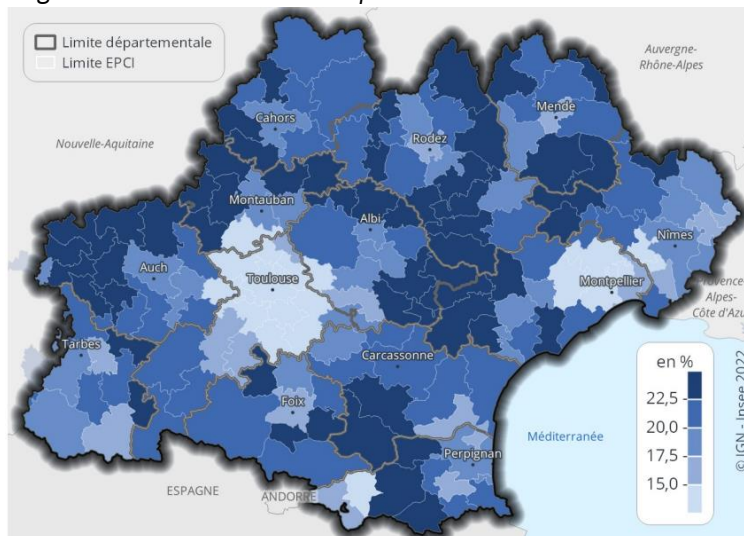 Limite départementale
Limite EPCI
Auvergne-
Rhône-Alpes
Nouvelle-Aquitaine
Cahors
Rodez
Mende
Montauban
Albi
Nîmes
Auch
Toulouse
Montpellier
Provence-
Alpes-
Côte d'Azur
Tarbes
Carcassonne
Foix
Perpignan
Méditerranée
ESPAGNE
ANDORRE
en %
22,5
20,0
17,5
15,0
© IGN - Insee 2022